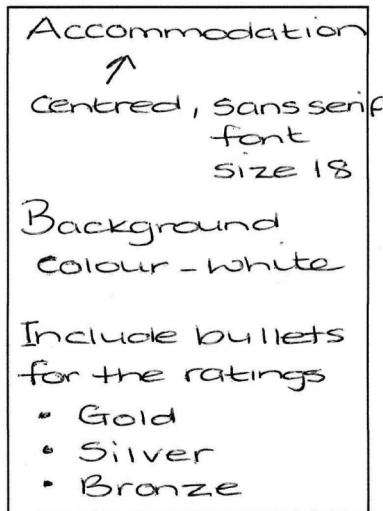 Accommodation
Centred, sans serif
font
size 18
Background
colour - white
Include bullets
for the ratings
• Gold
• Silver
• Bronze